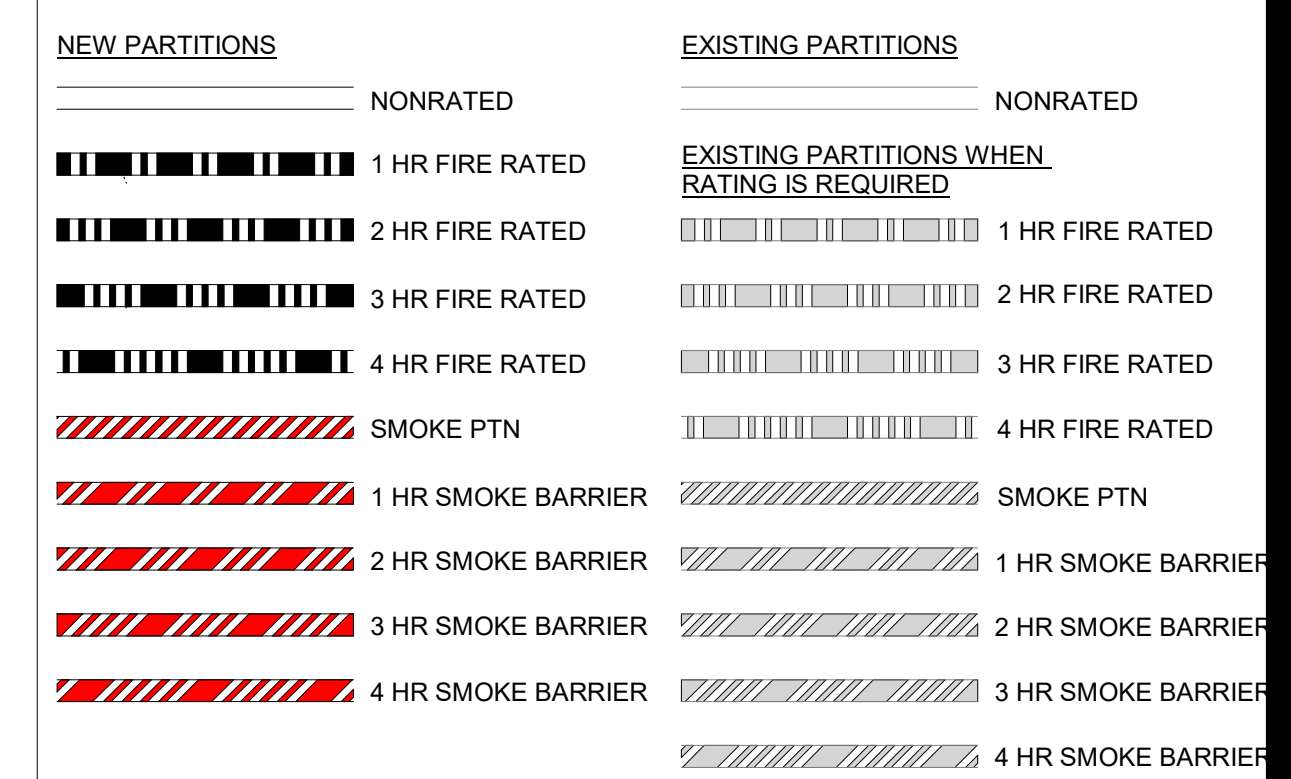 NEW PARTITIONS
NONRATED
1 HR FIRE RATED
2 HR FIRE RATED
3 HR FIRE RATED
4 HR FIRE RATED
SMOKE PTN
1 HR SMOKE BARRIER
2 HR SMOKE BARRIER
3 HR SMOKE BARRIER
4 HR SMOKE BARRIER
EXISTING PARTITIONS
NONRATED
EXISTING PARTITIONS WHEN
RATING IS REQUIRED
1 HR FIRE RATED
2 HR FIRE RATED
3 HR FIRE RATED
4 HR FIRE RATED
SMOKE PTN
1 HR SMOKE BARRIER
2 HR SMOKE BARRIER
3 HR SMOKE BARRIER
4 HR SMOKE BARRIER